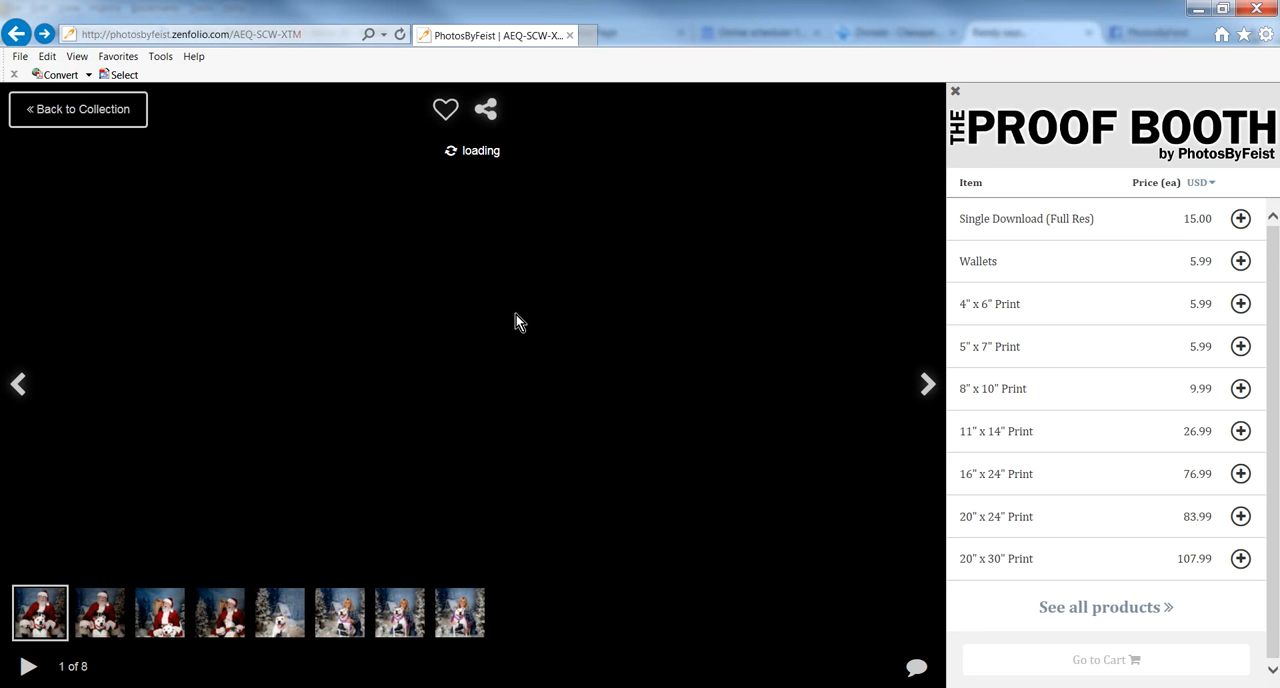 http://photosbyfeist.zenfolio.com/AEQ-SCW-XTM
PhotosByFeist | AEQ-SCW-X...
File Edit View Favorites Tools Help
Convert Select
« Back to Collection
loading
THE PROOF BOOTH
by PhotosByFeist
Item Price (ea) USD
Single Download (Full Res) 15.00
Wallets 5.99
4" x 6" Print 5.99
5" x 7" Print 5.99
8" x 10" Print 9.99
11" x 14" Print 26.99
16" x 24" Print 76.99
20" x 24" Print 83.99
20" x 30" Print 107.99
See all products »
Go to Cart
1 of 8